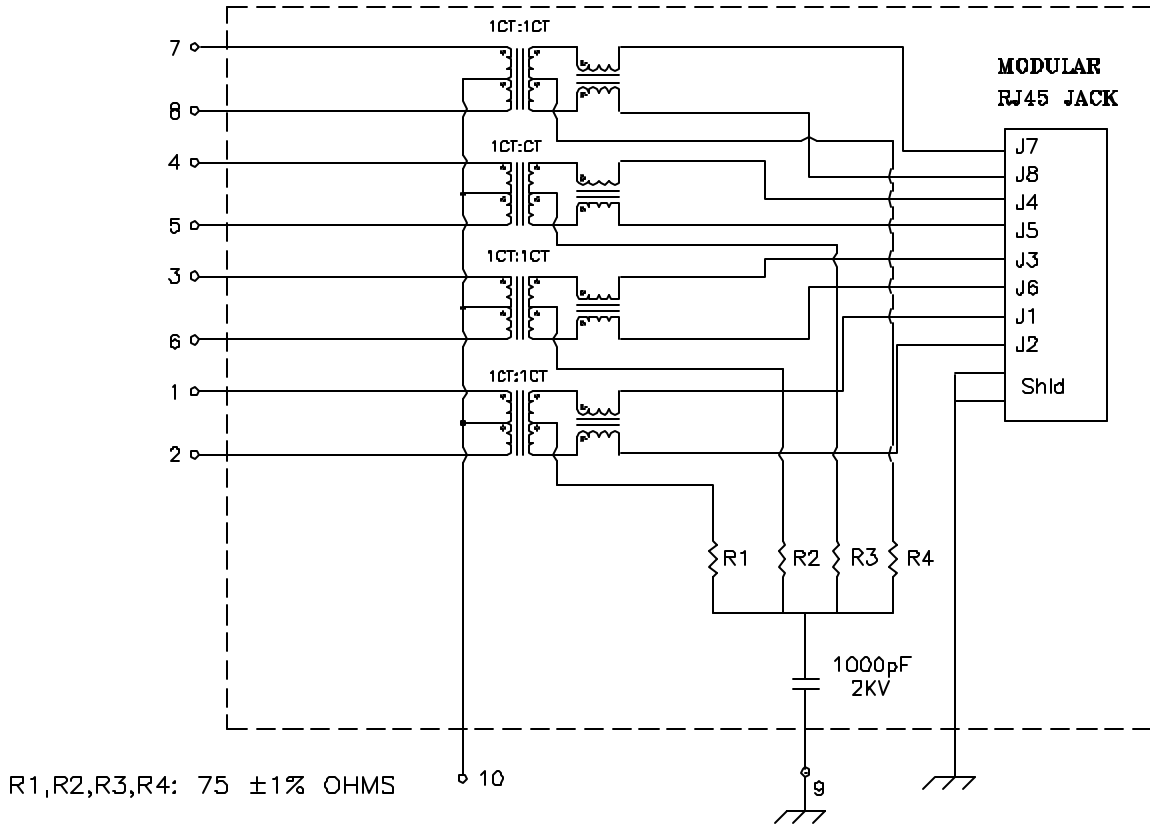 1CT:1CT
7
MODULAR
RJ45 JACK
8
J7
1CT:CT
4
J8
J4
5
J5
1CT:1CT
J3
3
J6
J1
6
J2
1CT:1CT
Shld
1
2
R1
R2
R3
R4
1000pF
2KV
10
9
R1,R2,R3,R4: 75 ±1% OHMS